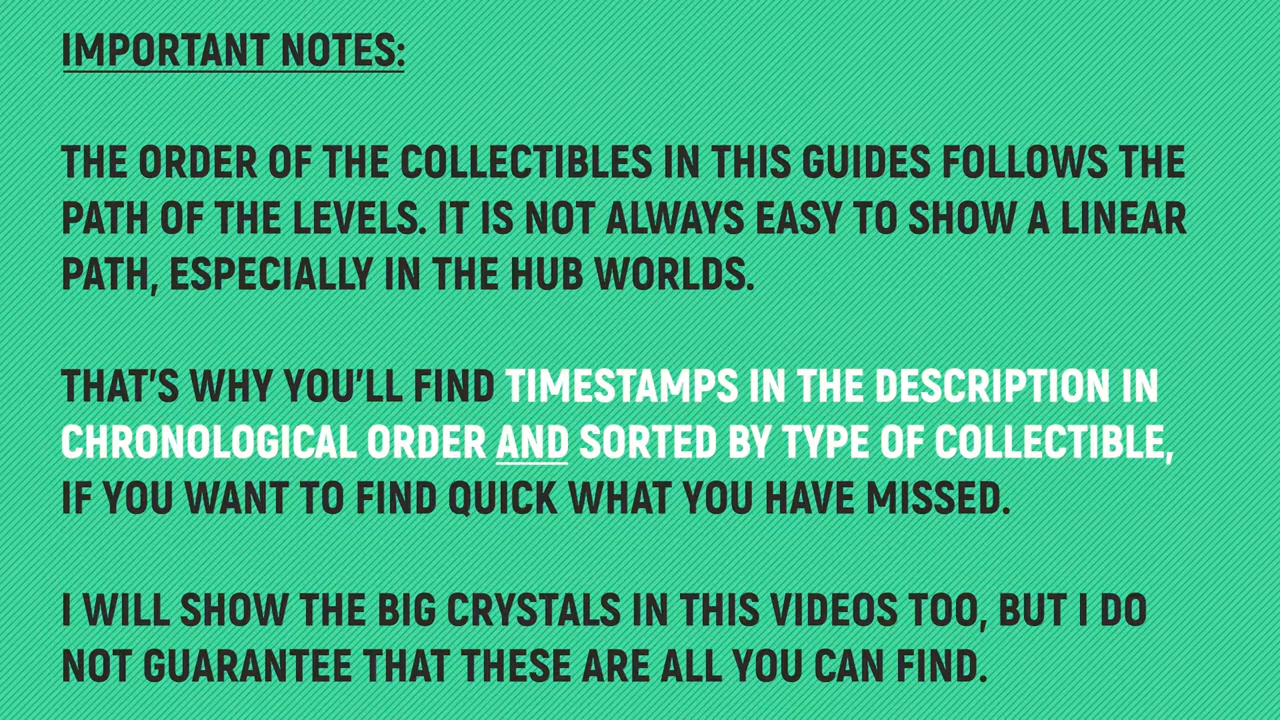 IMPORTANT NOTES:
THE ORDER OF THE COLLECTIBLES IN THIS GUIDES FOLLOWS THE
PATH OF THE LEVELS. IT IS NOT ALWAYS EASY TO SHOW A LINEAR
PATH, ESPECIALLY IN THE HUB WORLDS.
THAT'S WHY YOU'LL FIND TIMESTAMPS IN THE DESCRIPTION IN
CHRONOLOGICAL ORDER AND SORTED BY TYPE OF COLLECTIBLE,
IF YOU WANT TO FIND QUICK WHAT YOU HAVE MISSED.
I WILL SHOW THE BIG CRYSTALS IN THIS VIDEOS TOO, BUT I DO
NOT GUARANTEE THAT THESE ARE ALL YOU CAN FIND.